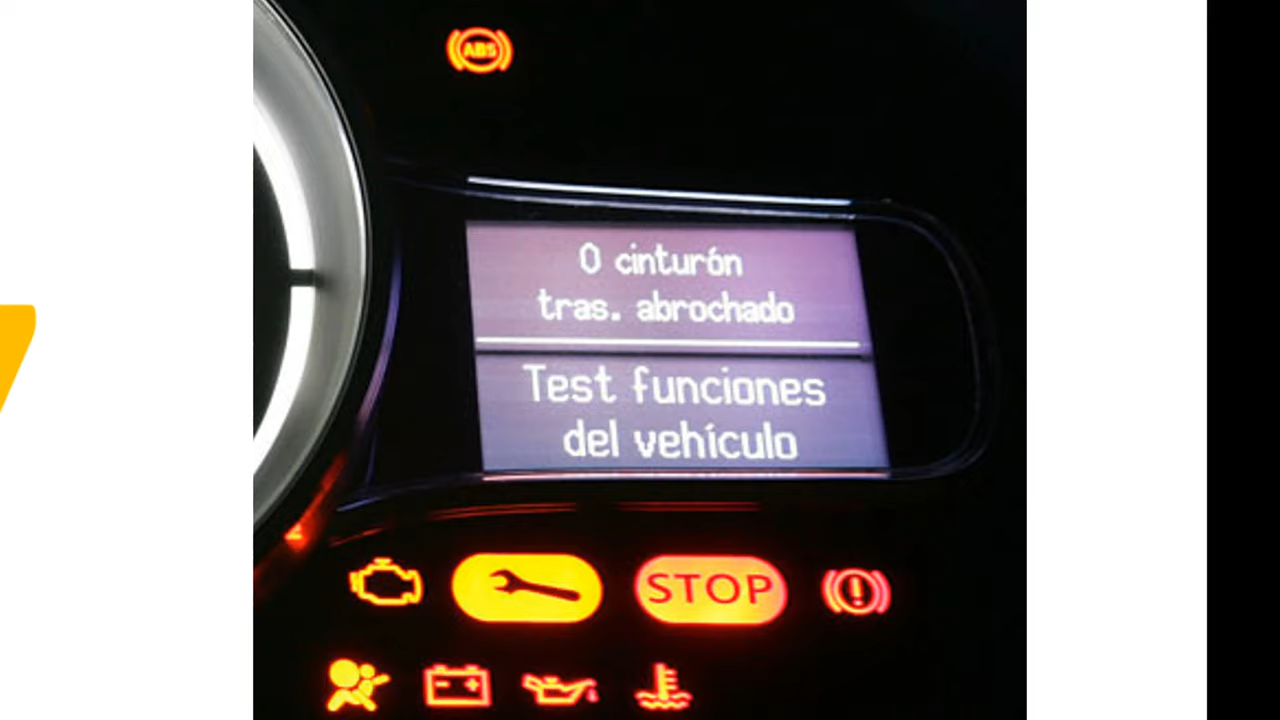 ABS
0 cinturón
tras. abrochado
Test funciones
del vehículo
STOP